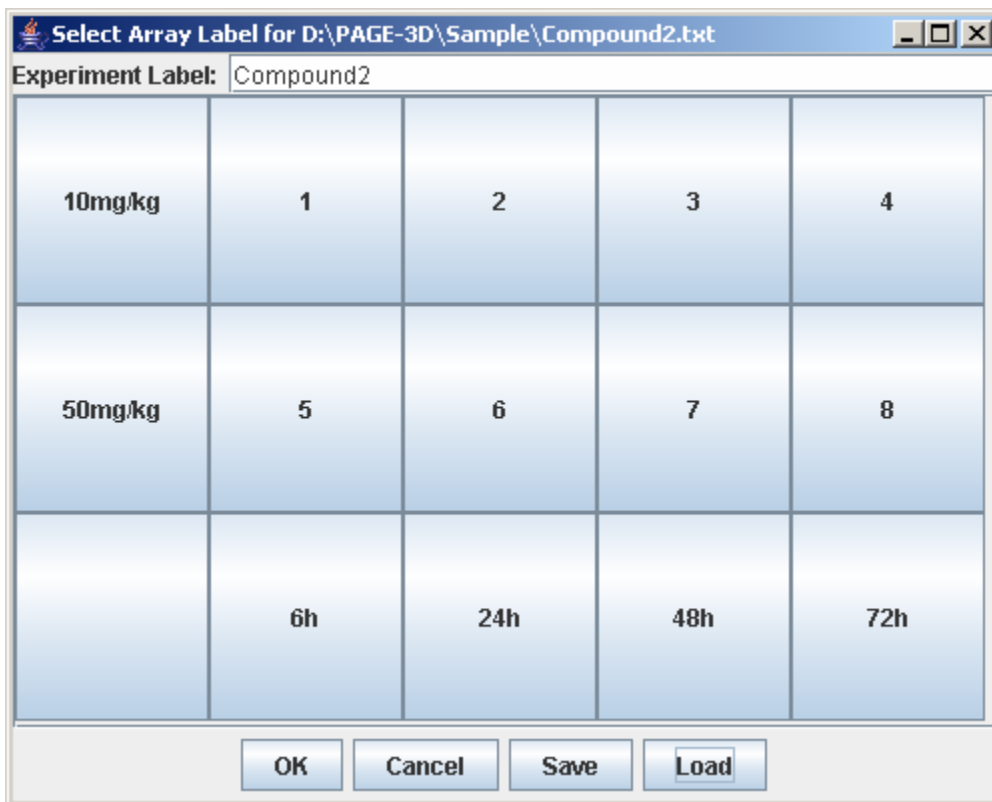 Select Array Label for D:\PAGE-3D\Sample\Compound2.txt
Experiment Label: Compound2
10mg/kg 1 2 3 4
50mg/kg 5 6 7 8
6h 24h 48h 72h
OK Cancel Save Load